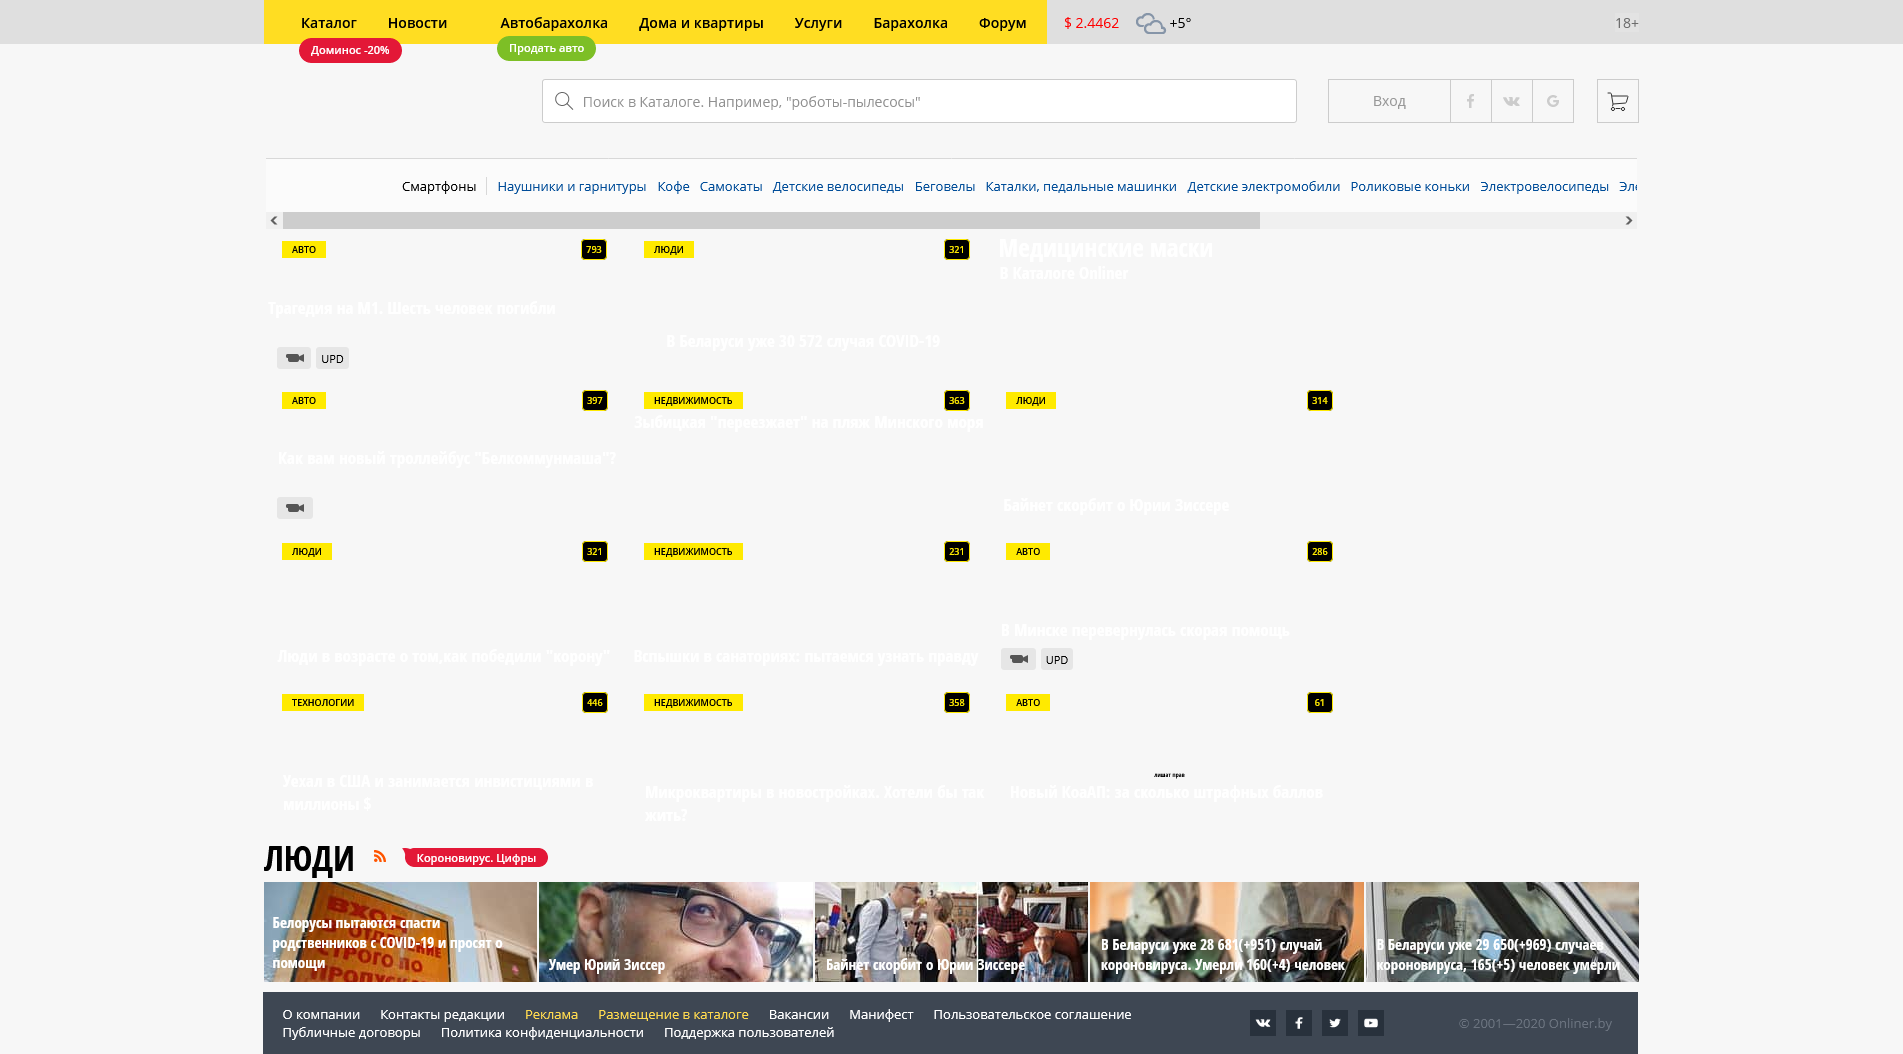 Каталог Новости Автобарахолка Дома и квартиры Услуги Барахолка Форум $ 2.4462 +5° 18+
Доминос -20% Продать авто
Поиск в Каталоге. Например, "роботы-пылесосы" Вход
Смартфоны Наушники и гарнитуры Кофе Самокаты Детские велосипеды Беговелы Каталки, педальные машинки Детские электромобили Роликовые коньки Электровелосипеды Эле
АВТО 793 ЛЮДИ 321 Медицинские маски
В Каталоге Onliner
Трагедия на М1. Шесть человек погибли
В Беларуси уже 30 572 случая COVID-19
UPD
АВТО 397 НЕДВИЖИМОСТЬ 363 ЛЮДИ 314
Зыбицкая "переезжает" на пляж Минского моря
Как вам новый троллейбус "Белкоммунмаша"?
Байнет скорбит о Юрии Зиссере
ЛЮДИ 321 НЕДВИЖИМОСТЬ 231 АВТО 286
В Минске перевернулась скорая помощь
Люди в возрасте о том,как победили "корону" Вспышки в санаториях: пытаемся узнать правду
UPD
ТЕХНОЛОГИИ 446 НЕДВИЖИМОСТЬ 358 АВТО 61
лишат прав
Уехал в США и занимается инвистициями в
миллионы $
Микроквартиры в новостройках. Хотели бы так
жить?
Новый КоаАП: за сколько штрафных баллов
ЛЮДИ Короновирус. Цифры
Белорусы пытаются спасти
родственников с COVID-19 и просят о
помощи
Умер Юрий Зиссер
Байнет скорбит о Юрии Зиссере
В Беларуси уже 28 681(+951) случай
короновируса. Умерли 160(+4) человек
В Беларуси уже 29 650(+969) случаев
короновируса, 165(+5) человек умерли
О компании Контакты редакции Реклама Размещение в каталоге Вакансии Манифест Пользовательское соглашение
Публичные договоры Политика конфиденциальности Поддержка пользователей
© 2001—2020 Onliner.by